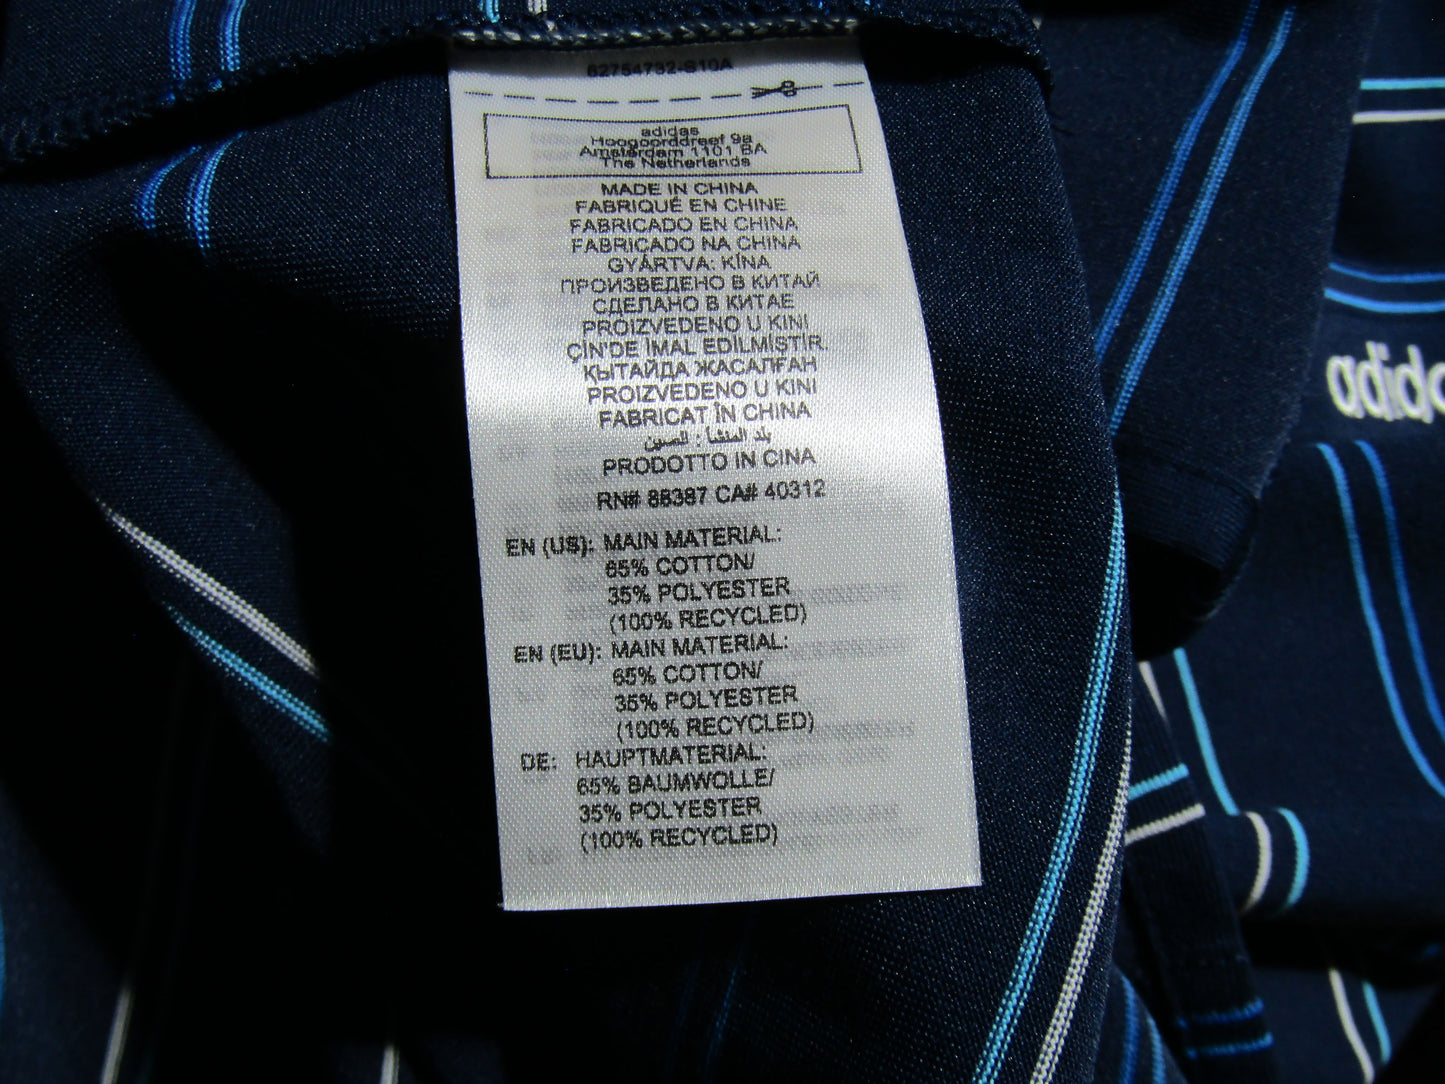 62754732-S10A
adidas
Hoogoorddreef 9a
Amsterdam 1101 BA
The Netherlands
MADE IN CHINA
FABRIQUÉ EN CHINE
FABRICADO EN CHINA
FABRICADO NA CHINA
GYÁRTVA: KÍNA
ПРОИЗВЕДЕНО В КИТАЙ
СДЕЛАНО В КИТАЕ
PROIZVEDENO U KINI
ÇİN'DE İMAL EDİLMİŞTİR.
ҚЫТАЙДА ЖАСАЛҒАН
PROIZVEDENO U KINI
FABRICAT ÎN CHINA
بلد المنشأ : الصين
PRODOTTO IN CINA
RN# 88387 CA# 40312
EN (US): MAIN MATERIAL:
65% COTTON/
35% POLYESTER
(100% RECYCLED)
EN (EU): MAIN MATERIAL:
65% COTTON/
35% POLYESTER
(100% RECYCLED)
DE: HAUPTMATERIAL:
65% BAUMWOLLE/
35% POLYESTER
(100% RECYCLED)
adidas